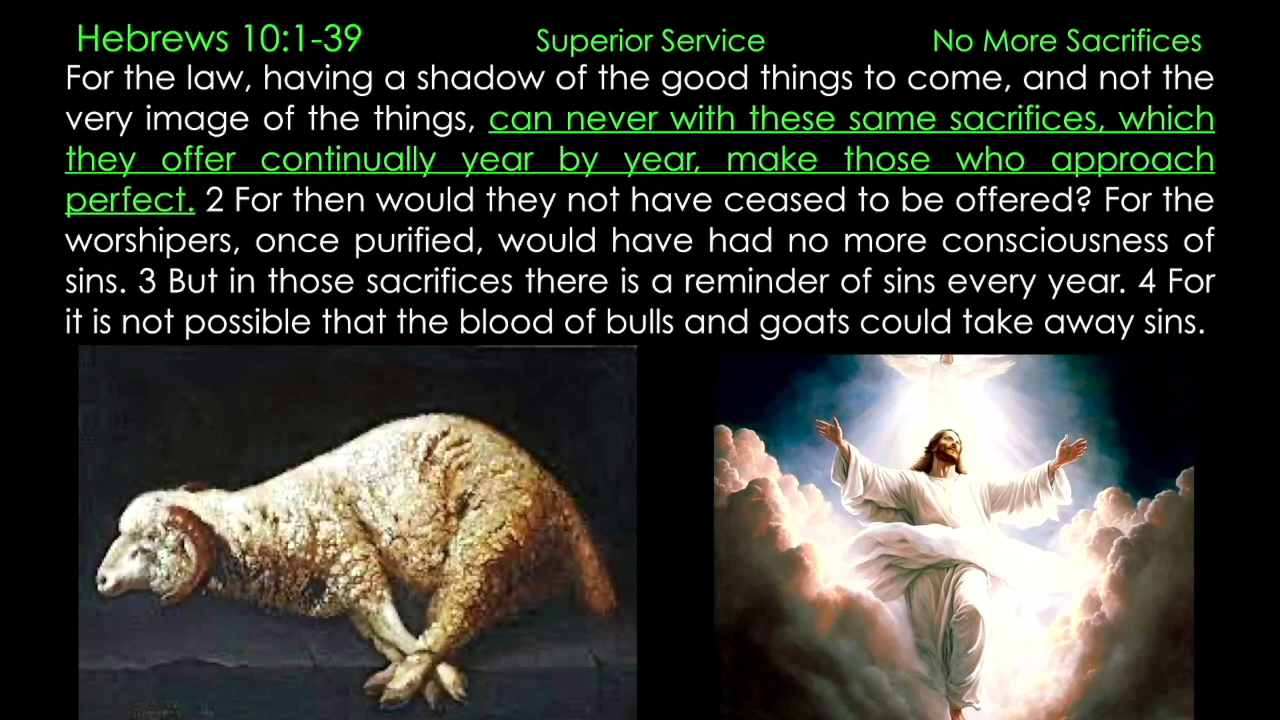 Hebrews 10:1-39 Superior Service No More Sacrifices
For the law, having a shadow of the good things to come, and not the
very image of the things, can never with these same sacrifices, which
they offer continually year by year, make those who approach
perfect. 2 For then would they not have ceased to be offered? For the
worshipers, once purified, would have had no more consciousness of
sins. 3 But in those sacrifices there is a reminder of sins every year. 4 For
it is not possible that the blood of bulls and goats could take away sins.